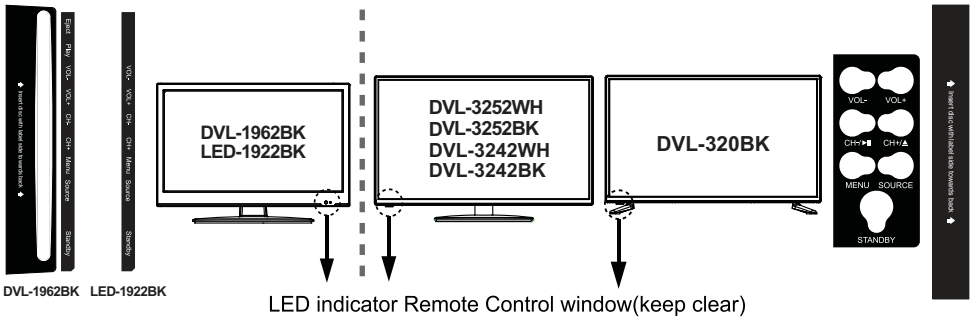 Insert disc with label side towards back
Eject Play VOL- VOL+ CH- CH+ Menu Source Standby
DVL-1962BK
VOL- VOL+ CH- CH+ Menu Source Standby
LED-1922BK
DVL-1962BK
LED-1922BK
DVL-3252WH
DVL-3252BK
DVL-3242WH
DVL-3242BK
DVL-320BK
VOL- VOL+
CH-/▶II CH+/⏏
MENU SOURCE
STANDBY
Insert disc with label side towards back
LED indicator Remote Control window(keep clear)